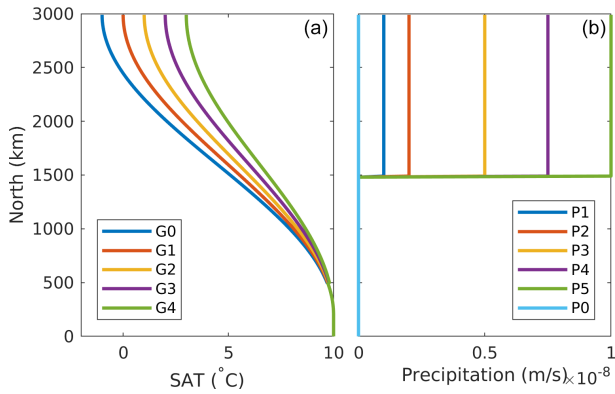 (a)
3000
2500
2000
1500
1000
500
0
North (km)
G0
G1
G2
G3
G4
0
5
10
SAT (°C)
(b)
P1
P2
P3
P4
P5
P0
0
0.5
1
Precipitation (m/s)
×10⁻⁸